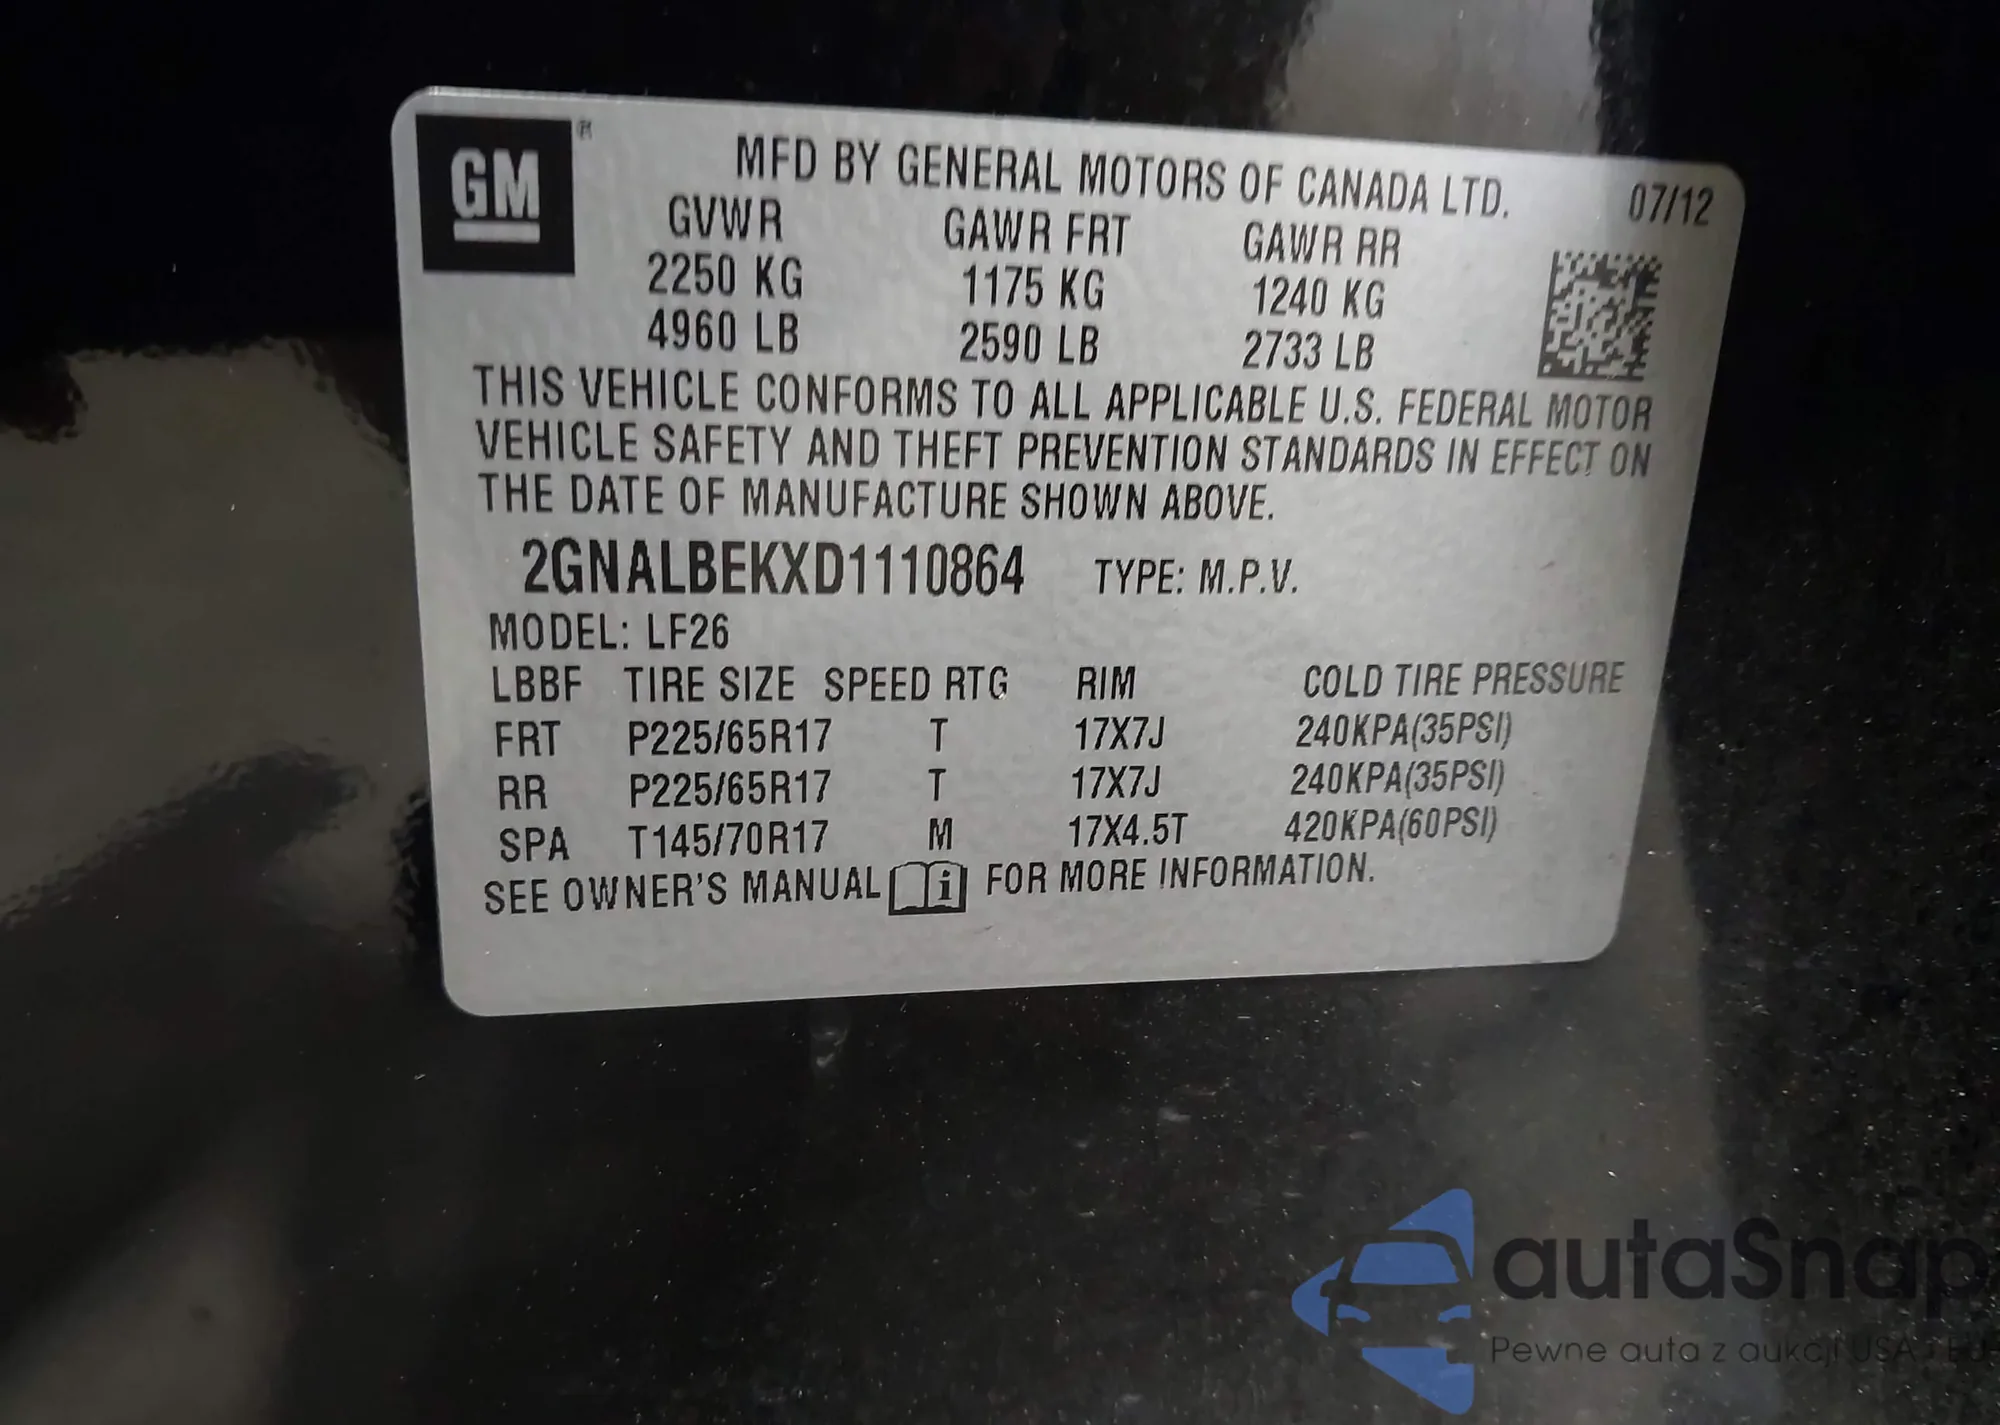 GM ®
MFD BY GENERAL MOTORS OF CANADA LTD. 07/12
GVWR GAWR FRT GAWR RR
2250 KG 1175 KG 1240 KG
4960 LB 2590 LB 2733 LB
THIS VEHICLE CONFORMS TO ALL APPLICABLE U.S. FEDERAL MOTOR
VEHICLE SAFETY AND THEFT PREVENTION STANDARDS IN EFFECT ON
THE DATE OF MANUFACTURE SHOWN ABOVE.
2GNALBEKXD1110864 TYPE: M.P.V.
MODEL: LF26
LBBF TIRE SIZE SPEED RTG RIM COLD TIRE PRESSURE
FRT P225/65R17 T 17X7J 240KPA(35PSI)
RR P225/65R17 T 17X7J 240KPA(35PSI)
SPA T145/70R17 M 17X4.5T 420KPA(60PSI)
SEE OWNER'S MANUAL i FOR MORE INFORMATION.
autaSnap
Pewne auta z aukcji USA i EU